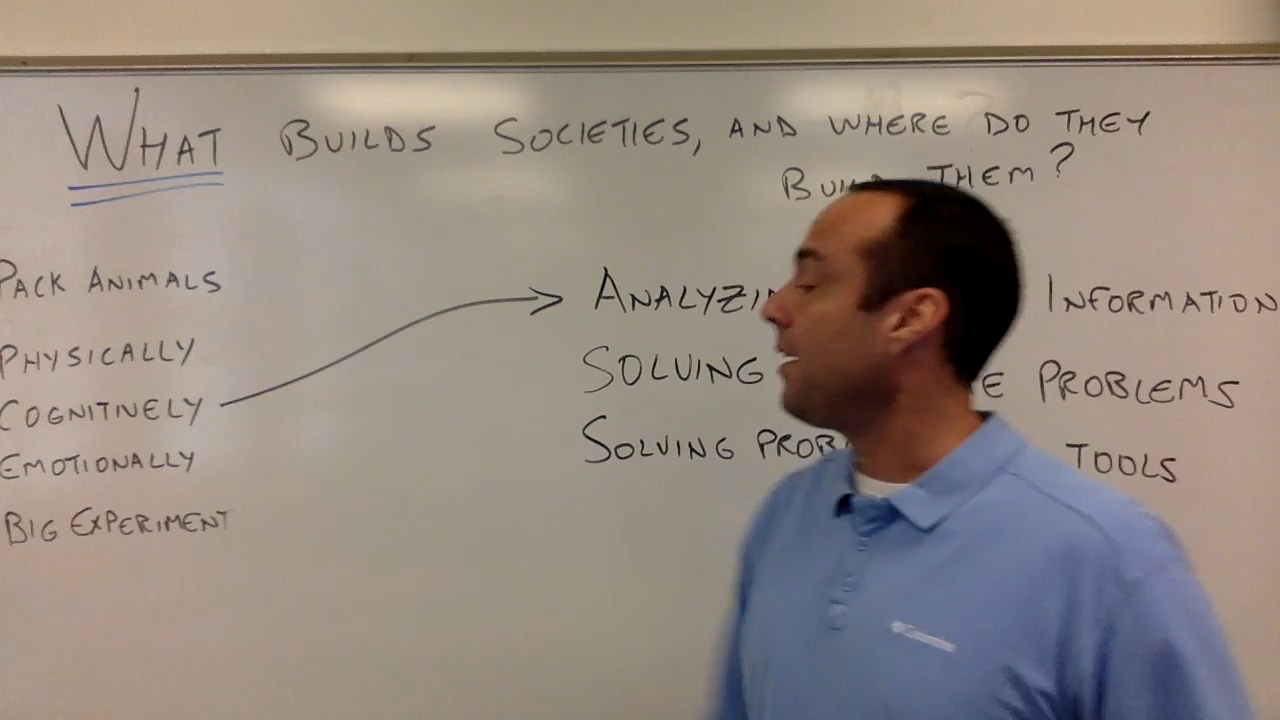 WHAT BUILDS SOCIETIES, AND WHERE DO THEY
THEM?
PACK ANIMALS
PHYSICALLY
COGNITIVELY
EMOTIONALLY
BIG EXPERIMENT
INFORMATION
SOLVING PROBLEMS
SOLVING TOOLS